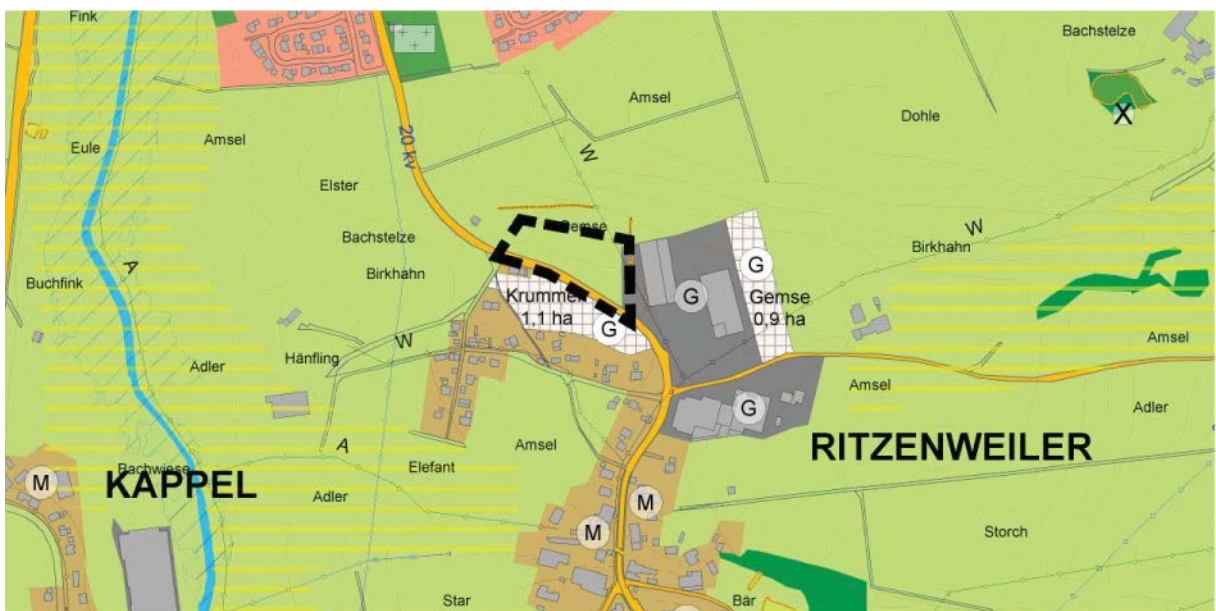 Fink
Bachstelze
Amsel
Dohle
20 kv
Amsel
X
Eule
W
Elster
Gemse
W
Bachstelze
Birkhahn
Birkhahn
A
G
Buchfink
G
Krummen
1,1 ha
Gemse
0,9 ha
G
W
Hänfling
Adler
Amsel
Amsel
G
Adler
A
Amsel
RITZENWEILER
Elefant
Bachwiese
M
KAPPEL
Adler
M
M
Storch
Star
Bär